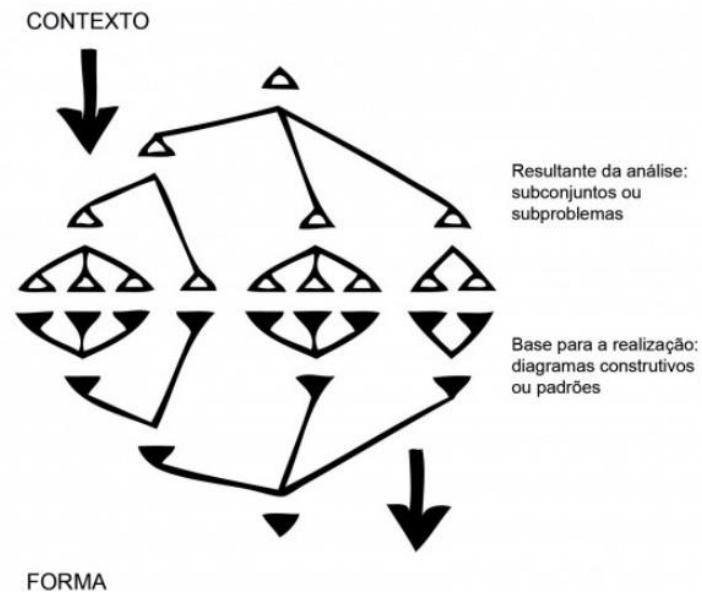 CONTEXTO
Resultante da análise:
subconjuntos ou
subproblemas
Base para a realização:
diagramas construtivos
ou padrões
FORMA